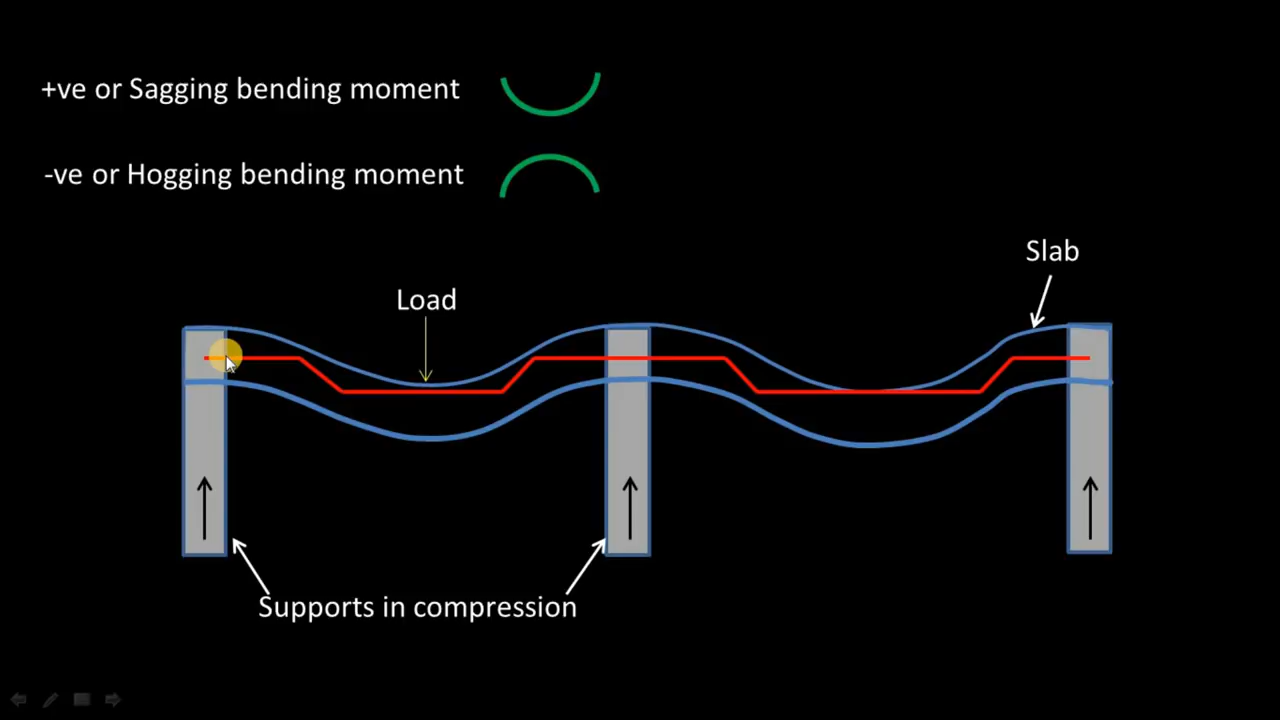 +ve or Sagging bending moment
-ve or Hogging bending moment
Slab
Load
Supports in compression